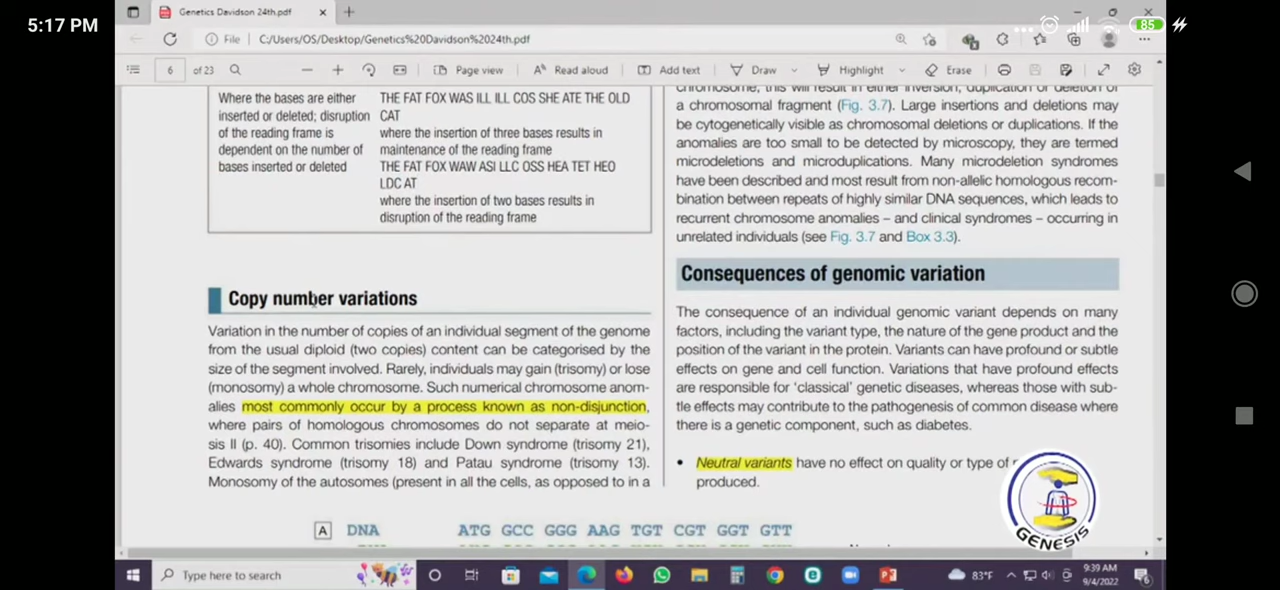 5:17 PM
85
Genetics Davidson 24th.pdf
File C:/Users/OS/Desktop/Genetics%20Davidson%2024th.pdf
6 of 23 Page view Read aloud Add text Draw Highlight Erase
Where the bases are either
inserted or deleted; disruption
of the reading frame is
dependent on the number of
bases inserted or deleted
THE FAT FOX WAS ILL ILL COS SHE ATE THE OLD
CAT
where the insertion of three bases results in
maintenance of the reading frame
THE FAT FOX WAW ASI LLC OSS HEA TET HEO
LDC AT
where the insertion of two bases results in
disruption of the reading frame
Copy number variations
Variation in the number of copies of an individual segment of the genome
from the usual diploid (two copies) content can be categorised by the
size of the segment involved. Rarely, individuals may gain (trisomy) or lose
(monosomy) a whole chromosome. Such numerical chromosome anom-
alies most commonly occur by a process known as non-disjunction,
where pairs of homologous chromosomes do not separate at meio-
sis II (p. 40). Common trisomies include Down syndrome (trisomy 21),
Edwards syndrome (trisomy 18) and Patau syndrome (trisomy 13).
Monosomy of the autosomes (present in all the cells, as opposed to in a
chromosome, this will result in either inversion, duplication or deletion of
a chromosomal fragment (Fig. 3.7). Large insertions and deletions may
be cytogenetically visible as chromosomal deletions or duplications. If the
anomalies are too small to be detected by microscopy, they are termed
microdeletions and microduplications. Many microdeletion syndromes
have been described and most result from non-allelic homologous recom-
bination between repeats of highly similar DNA sequences, which leads to
recurrent chromosome anomalies – and clinical syndromes – occurring in
unrelated individuals (see Fig. 3.7 and Box 3.3).
Consequences of genomic variation
The consequence of an individual genomic variant depends on many
factors, including the variant type, the nature of the gene product and the
position of the variant in the protein. Variants can have profound or subtle
effects on gene and cell function. Variations that have profound effects
are responsible for 'classical' genetic diseases, whereas those with sub-
tle effects may contribute to the pathogenesis of common disease where
there is a genetic component, such as diabetes.
• Neutral variants have no effect on quality or type of
produced.
GENESIS
A DNA ATG GCC GGG AAG TGT CGT GGT GTT
Type here to search
83°F
9:39 AM
9/4/2022
6